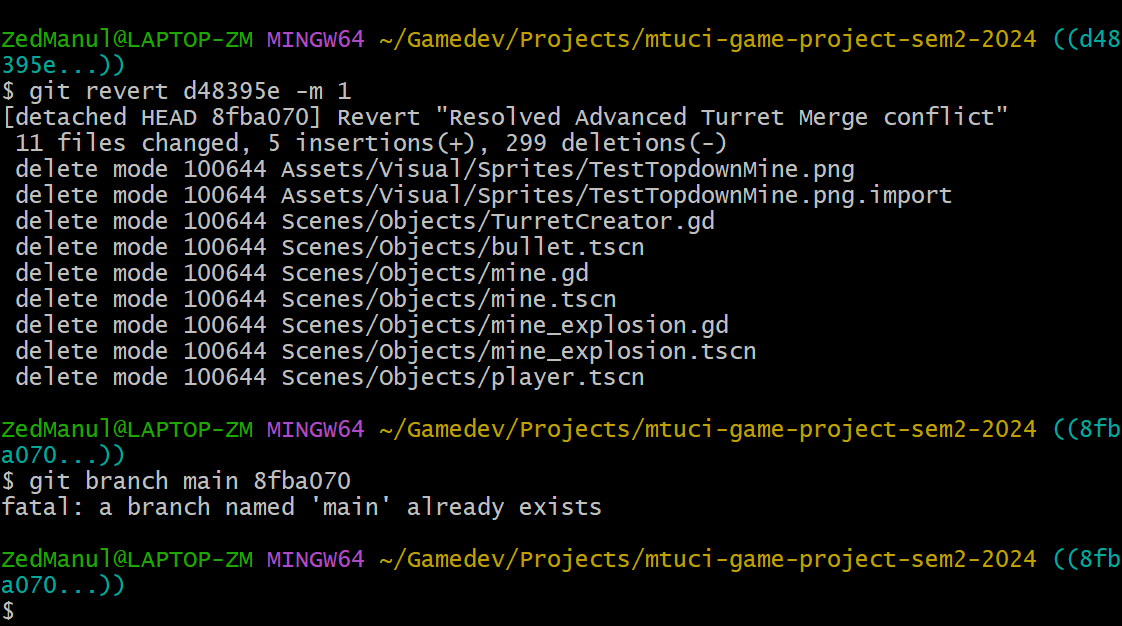 ZedManul@LAPTOP-ZM MINGW64 ~/Gamedev/Projects/mtuci-game-project-sem2-2024 ((d48
395e...))
$ git revert d48395e -m 1
[detached HEAD 8fba070] Revert "Resolved Advanced Turret Merge conflict"
 11 files changed, 5 insertions(+), 299 deletions(-)
 delete mode 100644 Assets/Visual/Sprites/TestTopdownMine.png
 delete mode 100644 Assets/Visual/Sprites/TestTopdownMine.png.import
 delete mode 100644 Scenes/Objects/TurretCreator.gd
 delete mode 100644 Scenes/Objects/bullet.tscn
 delete mode 100644 Scenes/Objects/mine.gd
 delete mode 100644 Scenes/Objects/mine.tscn
 delete mode 100644 Scenes/Objects/mine_explosion.gd
 delete mode 100644 Scenes/Objects/mine_explosion.tscn
 delete mode 100644 Scenes/Objects/player.tscn
ZedManul@LAPTOP-ZM MINGW64 ~/Gamedev/Projects/mtuci-game-project-sem2-2024 ((8fb
a070...))
$ git branch main 8fba070
fatal: a branch named 'main' already exists
ZedManul@LAPTOP-ZM MINGW64 ~/Gamedev/Projects/mtuci-game-project-sem2-2024 ((8fb
a070...))
$